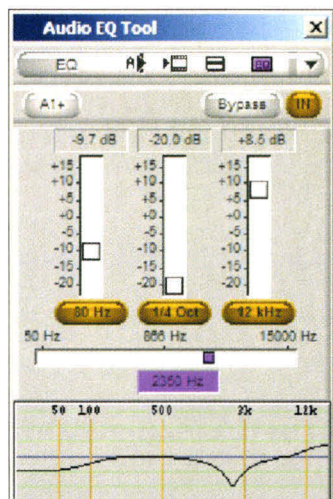 Audio EQ Tool X
EQ EQ
A1+ Bypass IN
-9.7 dB -20.0 dB +8.5 dB
+15 +15 +15
+10 +10 +10
+5 +5 +5
+0 +0 +0
-5 -5 -5
-10 -10 -10
-15 -15 -15
-20 -20 -20
80 Hz 1/4 Oct 12 kHz
50 Hz 866 Hz 15000 Hz
2350 Hz
50 100 500 2k 12k